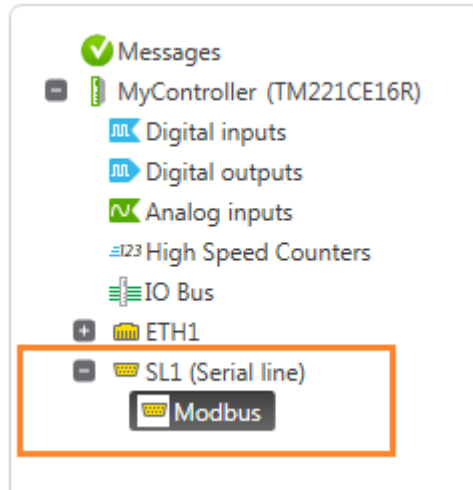 Messages
MyController (TM221CE16R)
Digital inputs
Digital outputs
Analog inputs
123 High Speed Counters
IO Bus
ETH1
SL1 (Serial line)
Modbus